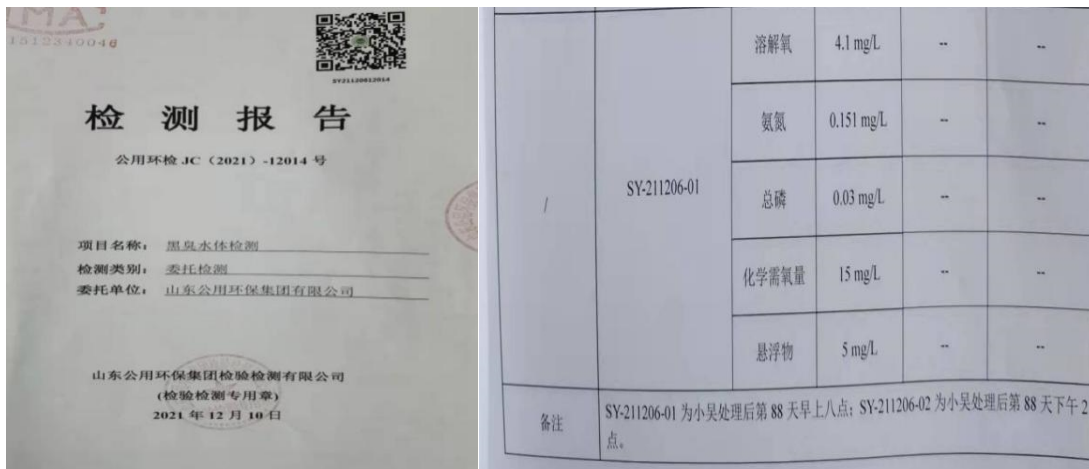 MA
1512340046
SY21120612014
检 测 报 告
公用环检 JC（2021）-12014 号
项目名称： 黑臭水体检测
检测类别： 委托检测
委托单位： 山东公用环保集团有限公司
山东公用环保集团检验检测有限公司
(检验检测专用章)
2021 年 12 月 10 日
/
SY-211206-01
溶解氧 4.1 mg/L -- --
氨氮 0.151 mg/L -- --
总磷 0.03 mg/L -- --
化学需氧量 15 mg/L -- --
悬浮物 5 mg/L -- --
备注
SY-211206-01 为小吴处理后第 88 天早上八点；SY-211206-02 为小吴处理后第 88 天下午 2
点。